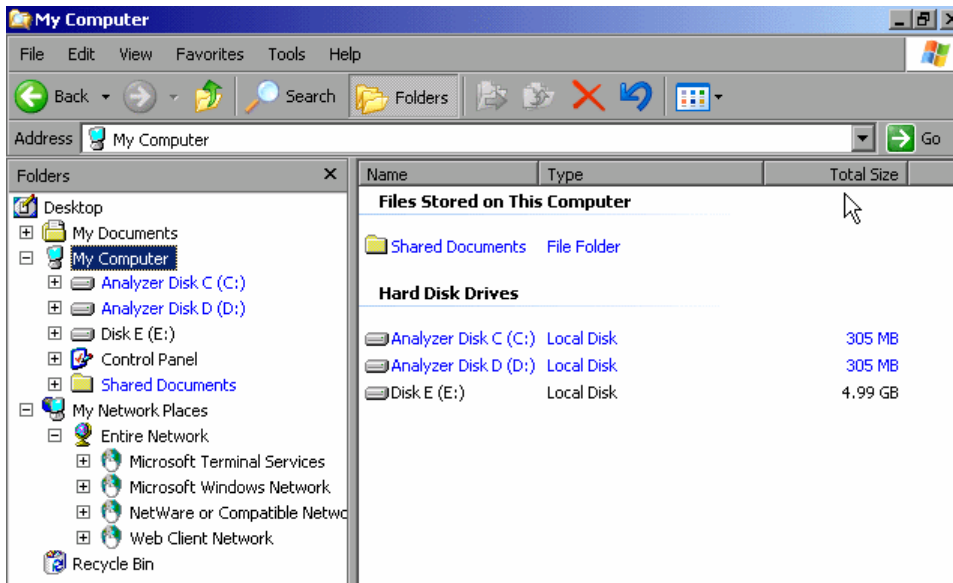 My Computer
File Edit View Favorites Tools Help
Back Search Folders
Address My Computer Go
Folders
Desktop
My Documents
My Computer
Analyzer Disk C (C:)
Analyzer Disk D (D:)
Disk E (E:)
Control Panel
Shared Documents
My Network Places
Entire Network
Microsoft Terminal Services
Microsoft Windows Network
NetWare or Compatible Netwo
Web Client Network
Recycle Bin
Name Type Total Size
Files Stored on This Computer
Shared Documents File Folder
Hard Disk Drives
Analyzer Disk C (C:) Local Disk 305 MB
Analyzer Disk D (D:) Local Disk 305 MB
Disk E (E:) Local Disk 4.99 GB